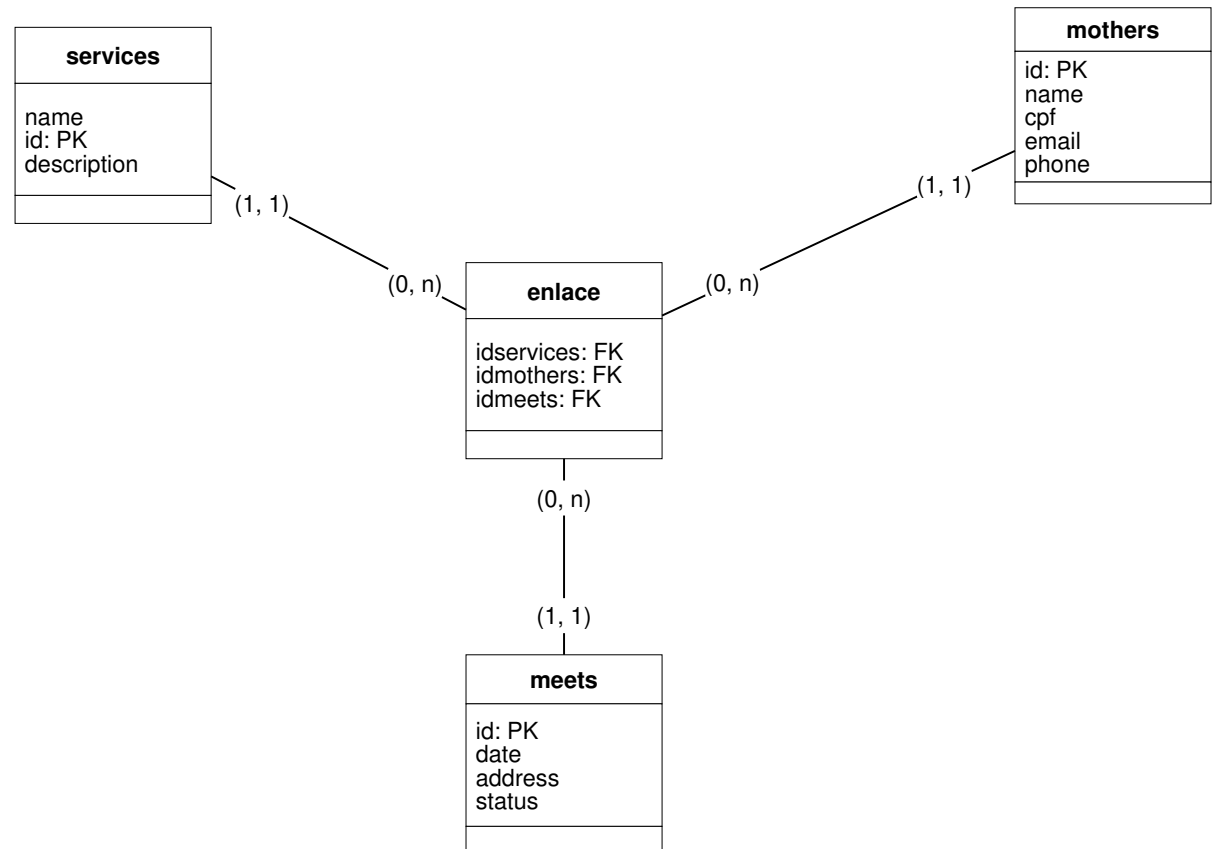 services
name
id: PK
description
mothers
id: PK
name
cpf
email
phone
(1, 1)
(1, 1)
(0, n)
(0, n)
enlace
idservices: FK
idmothers: FK
idmeets: FK
(0, n)
(1, 1)
meets
id: PK
date
address
status